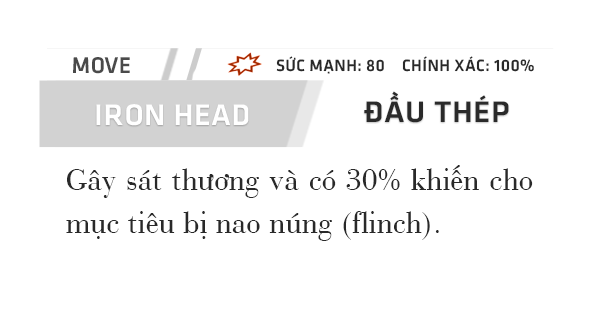 MOVE SỨC MẠNH: 80 CHÍNH XÁC: 100%
IRON HEAD ĐẦU THÉP
Gây sát thương và có 30% khiến cho
mục tiêu bị nao núng (flinch).